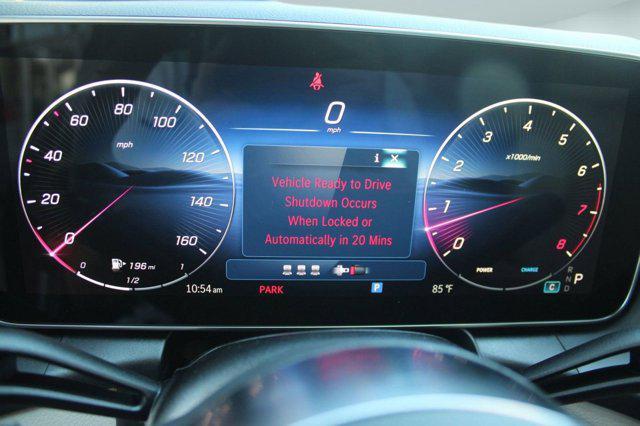 0
mph
80
60
100
40
mph
120
20
140
0
160
0
196 mi
1
1/2
i
Vehicle Ready to Drive
Shutdown Occurs
When Locked or
Automatically in 20 Mins
4
3
5
2
x1000/min
6
1
7
0
8
POWER
CHARGE
R
N
D
P
C
10:54 am
PARK
P
85 °F